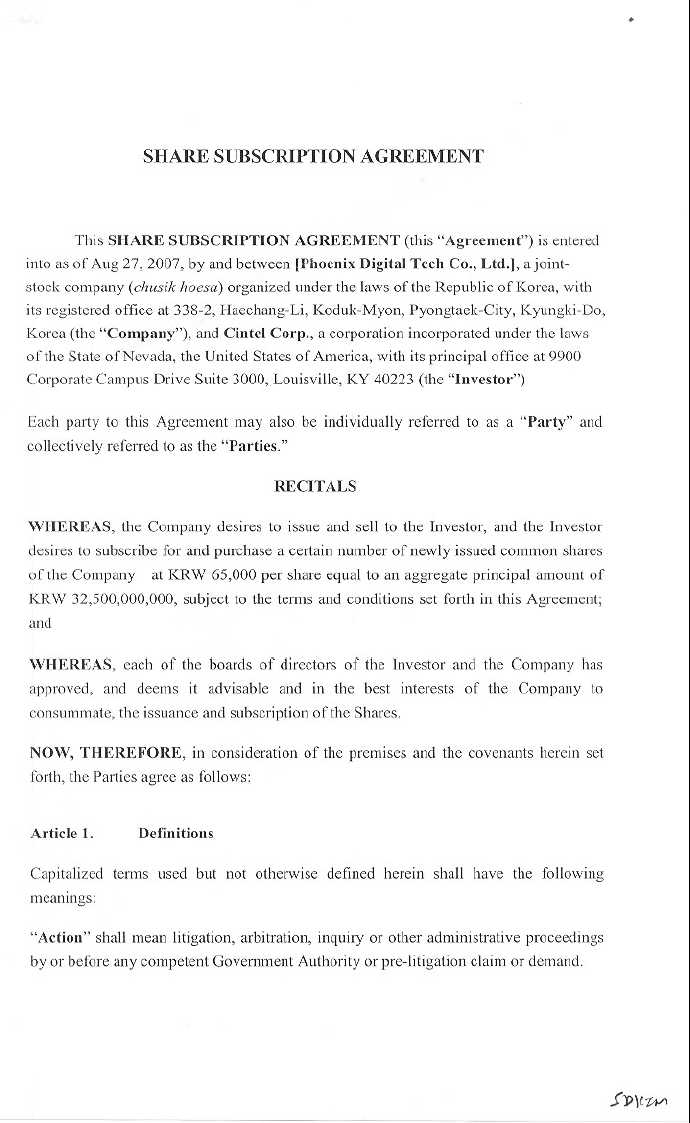 SHARE SUBSCRIPTION AGREEMENT
This SHARE SUBSCRIPTION AGREEMENT (this “Agreement”) is entered
into as of Aug 27, 2007, by and between [Phoenix Digital Tech Co., Ltd.], a joint-
stock company (chusik hoesa) organized under the laws of the Republic of Korea, with
its registered office at 338-2, Haechang-Li, Koduk-Myon, Pyongtaek-City, Kyungki-Do,
Korea (the “Company”), and Cintel Corp., a corporation incorporated under the laws
of the State of Nevada, the United States of America, with its principal office at 9900
Corporate Campus Drive Suite 3000, Louisville, KY 40223 (the “Investor”)
Each party to this Agreement may also be individually referred to as a “Party” and
collectively referred to as the “Parties.”
RECITALS
WHEREAS, the Company desires to issue and sell to the Investor, and the Investor
desires to subscribe for and purchase a certain number of newly issued common shares
of the Company at KRW 65,000 per share equal to an aggregate principal amount of
KRW 32,500,000,000, subject to the terms and conditions set forth in this Agreement;
and
WHEREAS, each of the boards of directors of the Investor and the Company has
approved, and deems it advisable and in the best interests of the Company to
consummate, the issuance and subscription of the Shares.
NOW, THEREFORE, in consideration of the premises and the covenants herein set
forth, the Parties agree as follows:
Article 1. Definitions
Capitalized terms used but not otherwise defined herein shall have the following
meanings:
“Action” shall mean litigation, arbitration, inquiry or other administrative proceedings
by or before any competent Government Authority or pre-litigation claim or demand.